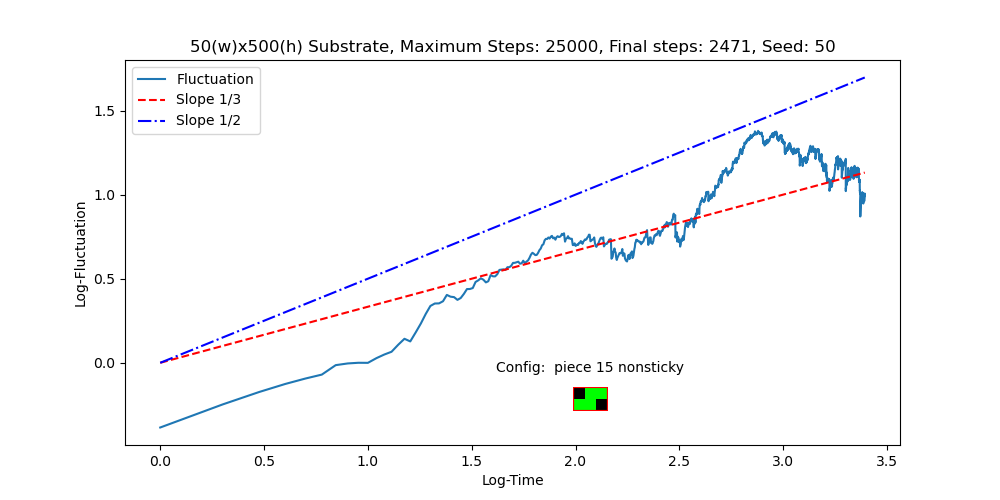 50(w)x500(h) Substrate, Maximum Steps: 25000, Final steps: 2471, Seed: 50
Fluctuation
Slope 1/3
Slope 1/2
1.5
1.0
0.5
0.0
Log-Fluctuation
Config:  piece 15 nonsticky
0.0 0.5 1.0 1.5 2.0 2.5 3.0 3.5
Log-Time